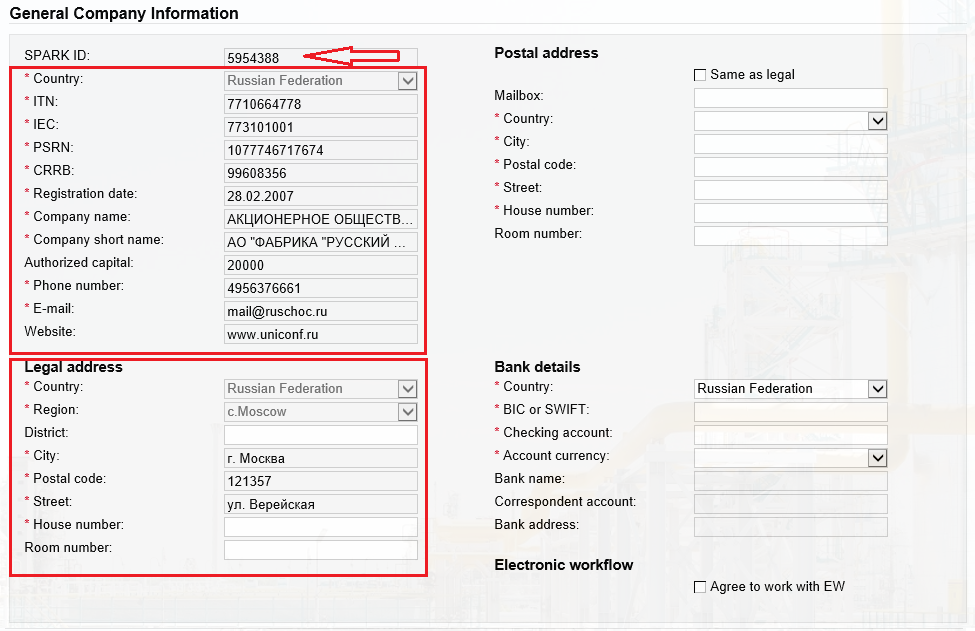 General Company Information
SPARK ID: 5954388
* Country: Russian Federation
* ITN: 7710664778
* IEC: 773101001
* PSRN: 1077746717674
* CRRB: 99608356
* Registration date: 28.02.2007
* Company name: АКЦИОНЕРНОЕ ОБЩЕСТВ...
* Company short name: АО "ФАБРИКА "РУССКИЙ ...
Authorized capital: 20000
* Phone number: 4956376661
* E-mail: mail@ruschoc.ru
Website: www.uniconf.ru
Legal address
* Country: Russian Federation
* Region: с.Moscow
District:
* City: г. Москва
* Postal code: 121357
* Street: ул. Верейская
* House number:
Room number:
Postal address
Same as legal
Mailbox:
* Country:
* City:
* Postal code:
* Street:
* House number:
Room number:
Bank details
* Country: Russian Federation
* BIC or SWIFT:
* Checking account:
* Account currency:
Bank name:
Correspondent account:
Bank address:
Electronic workflow
Agree to work with EW